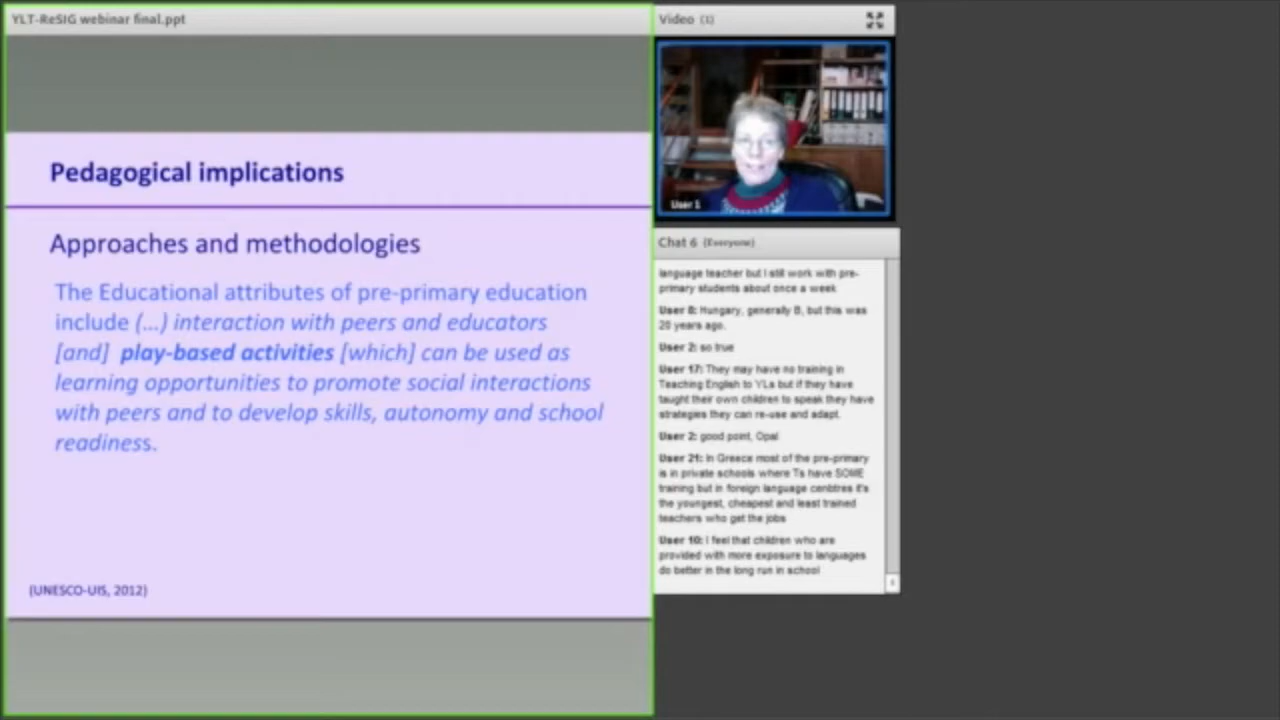 YLT-ReSIG webinar final.ppt
Pedagogical implications
Approaches and methodologies
The Educational attributes of pre-primary education
include (...) interaction with peers and educators
[and] play-based activities [which] can be used as
learning opportunities to promote social interactions
with peers and to develop skills, autonomy and school
readiness.
(UNESCO-UIS, 2012)
Video (1)
User 1
Chat 6 (Everyone)
language teacher but I still work with pre-
primary students about once a week
User 8: Hungary, generally B, but this was
20 years ago.
User 2: so true
User 17: They may have no training in
Teaching English to YLs but if they have
taught their own children to speak they have
strategies they can re-use and adapt.
User 2: good point, Opal
User 21: In Greece most of the pre-primary
is in private schools where Ts have SOME
training but in foreign language cenbtres it's
the youngest, cheapest and least trained
teachers who get the jobs
User 10: I feel that children who are
provided with more exposure to languages
do better in the long run in school